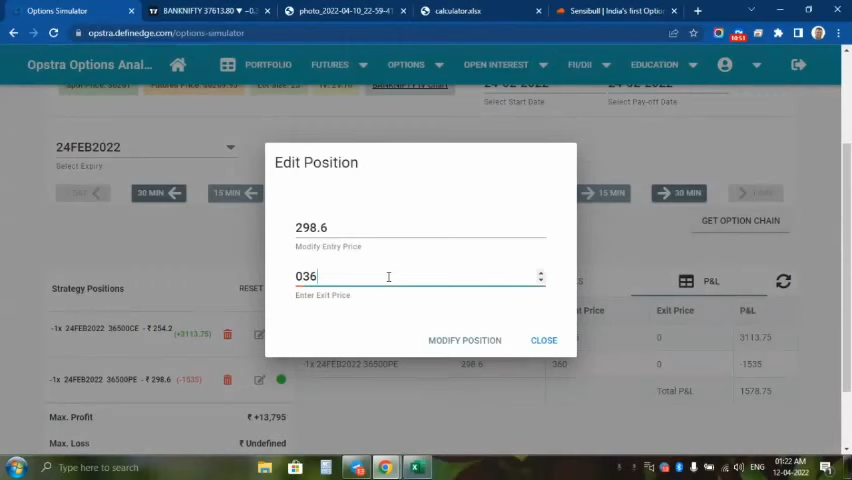 Options Simulator
BANKNIFTY 37613.80 ▼ −0.
photo_2022-04-10_22-59-41
calculator.xlsx
Sensibull | India's first Option
opstra.definedge.com/options-simulator
10:51
Opstra Options Analy...
PORTFOLIO
FUTURES
OPTIONS
OPEN INTEREST
FII/DII
EDUCATION
Select Start Date
Select Pay-off Date
24FEB2022
Select Expiry
30 MIN
15 MIN
15 MIN
30 MIN
GET OPTION CHAIN
Edit Position
298.6
Modify Entry Price
036
Enter Exit Price
MODIFY POSITION
CLOSE
Strategy Positions
RESET
P&L
Price
Exit Price
P&L
-1x 24FEB2022 36500CE - ₹ 254.2
(+3113.75)
0
3113.75
-1x 24FEB2022 36500PE
298.6
360
0
-1535
-1x 24FEB2022 36500PE - ₹ 298.6
(-1535)
Total P&L
1578.75
Max. Profit
₹ +13,795
Max. Loss
₹ Undefined
Type here to search
ENG
01:22 AM
12-04-2022